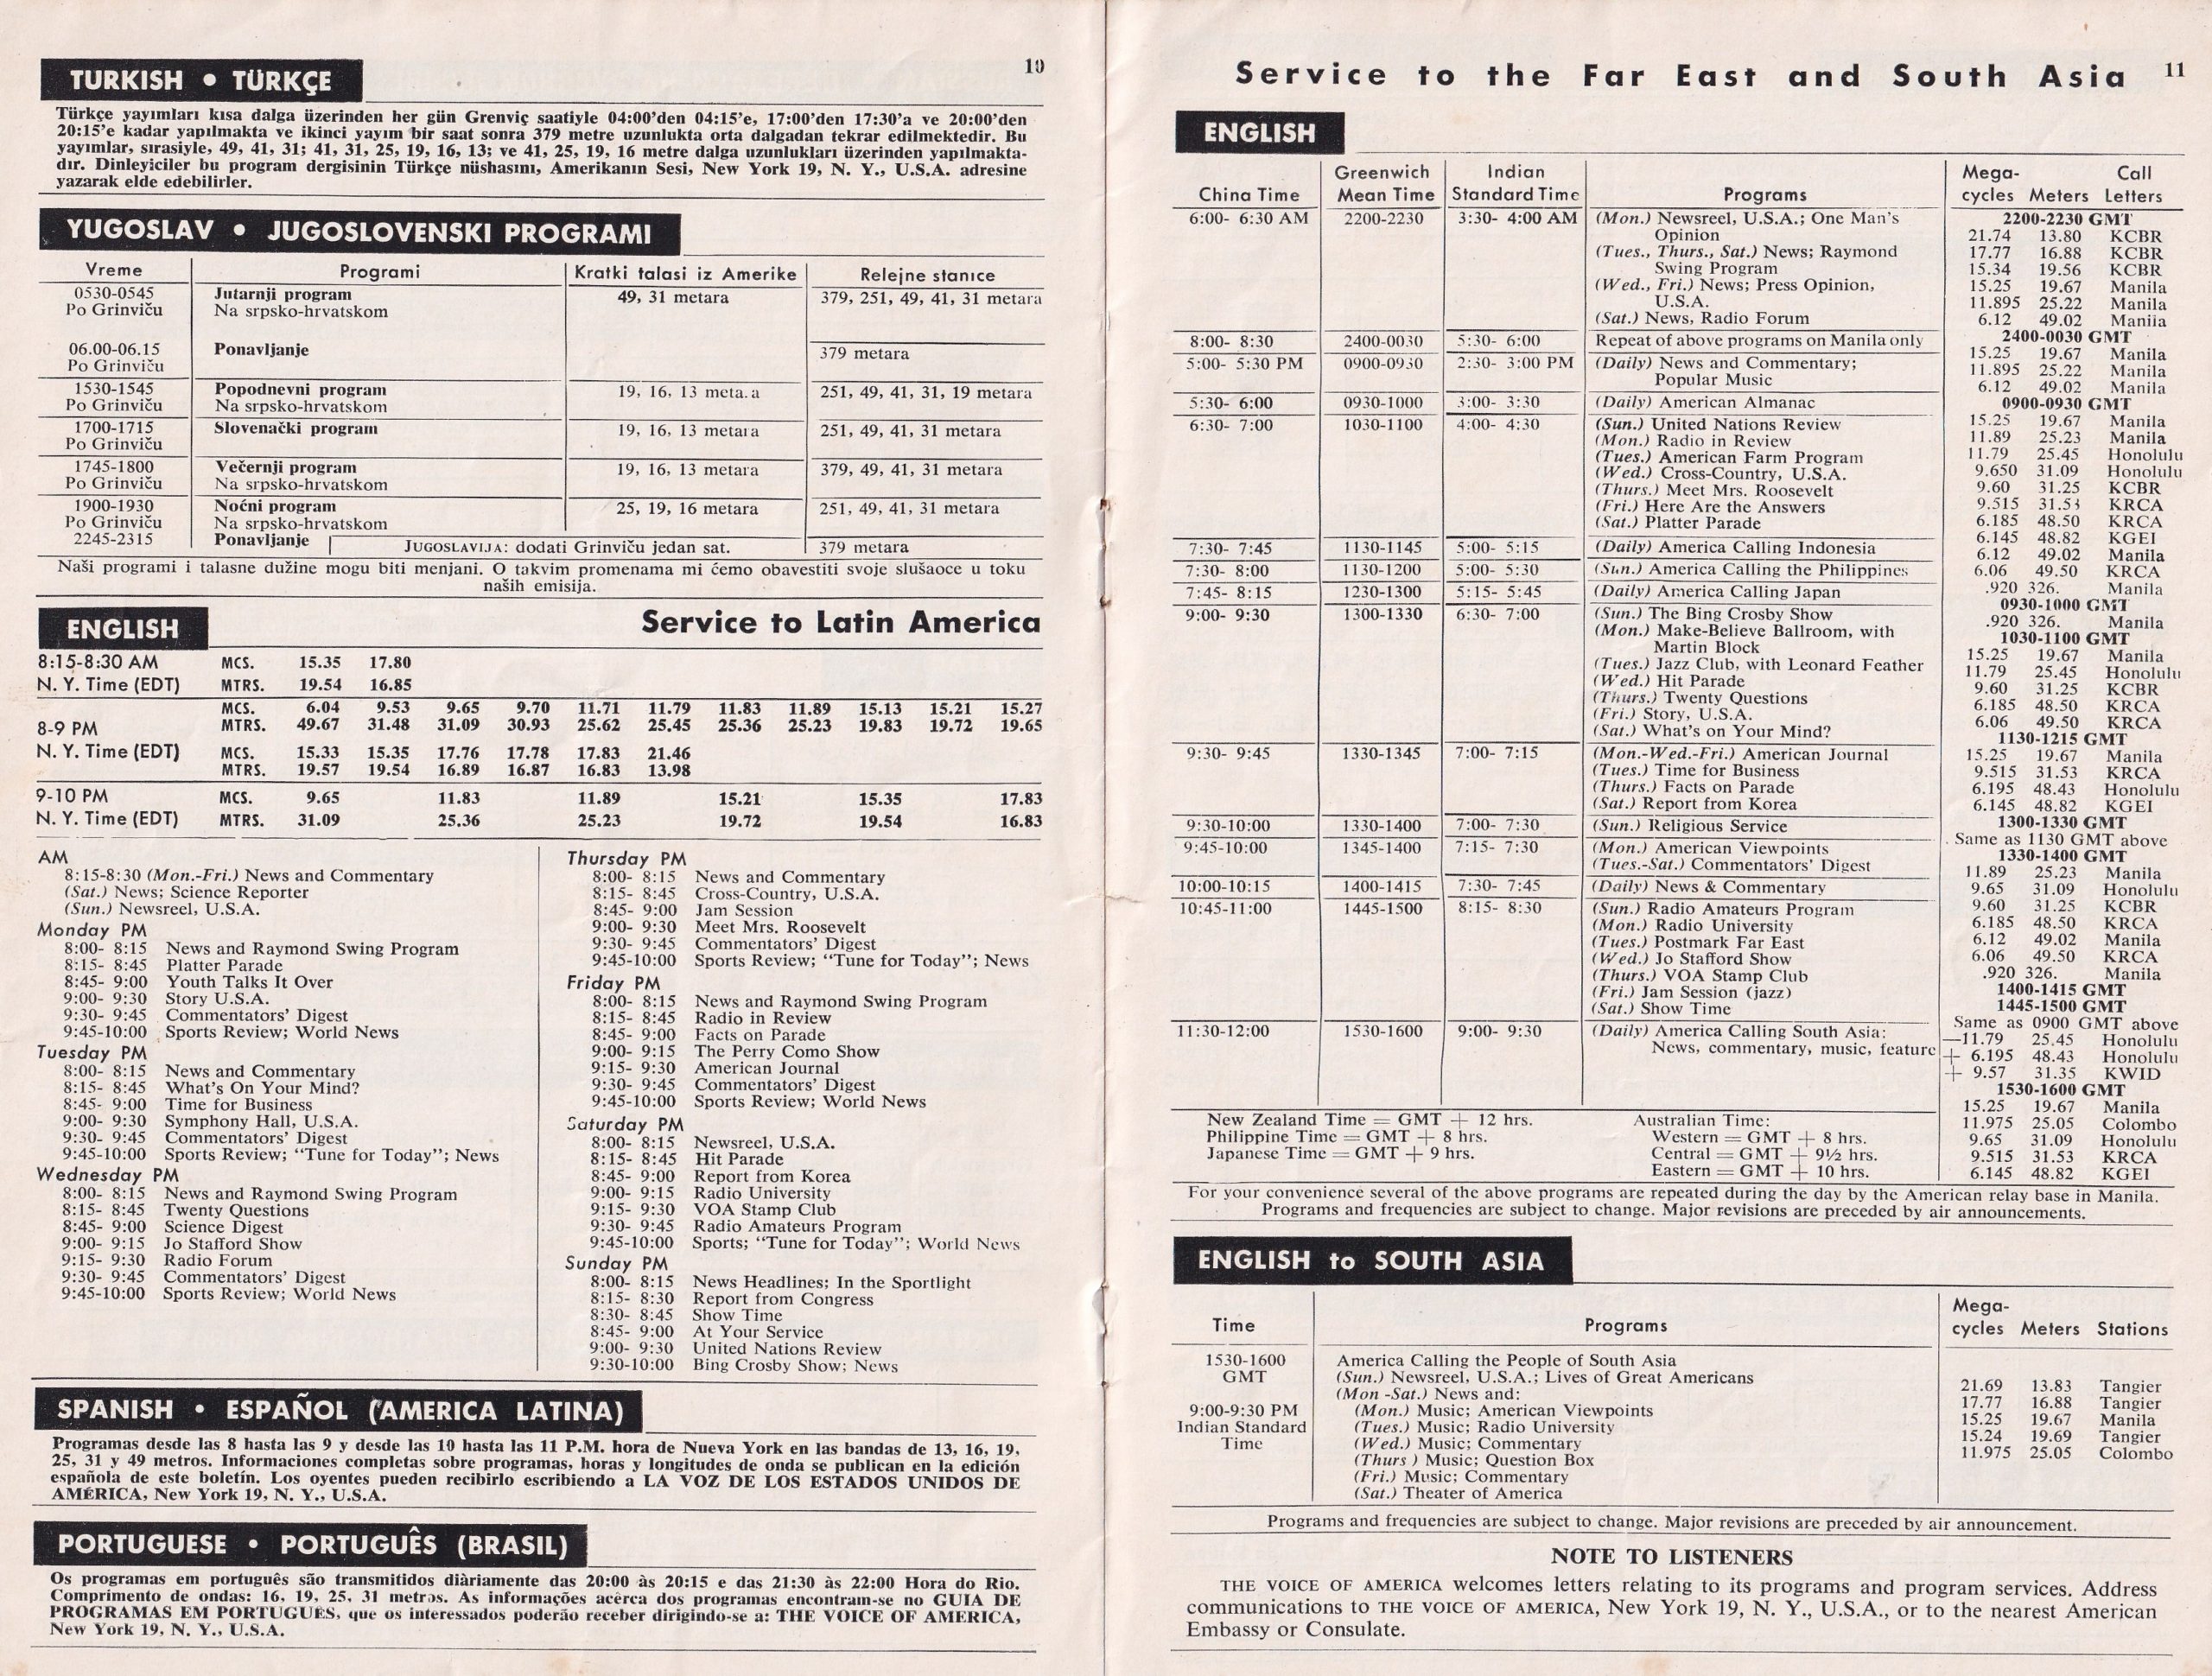 10
TURKISH • TÜRKÇE
Türkçe yayımları kısa dalga üzerinden her gün Grenviç saatiyle 04:00'den 04:15'e, 17:00'den 17:30'a ve 20:00'den
20:15'e kadar yapılmakta ve ikinci yayım bir saat sonra 379 metre uzunlukta orta dalgadan tekrar edilmektedir. Bu
yayımlar, sırasiyle, 49, 41, 31; 41, 31, 25, 19, 16, 13; ve 41, 25, 19, 16 metre dalga uzunlukları üzerinden yapılmakta-
dır. Dinleyiciler bu program dergisinin Türkçe nüshasını, Amerikanın Sesi, New York 19, N. Y., U.S.A. adresine
yazarak elde edebilirler.
YUGOSLAV • JUGOSLOVENSKI PROGRAMI
Vreme Programi Kratki talasi iz Amerike Relejne stanice
0530-0545 Jutarnji program 49, 31 metara 379, 251, 49, 41, 31 metara
Po Grinviču Na srpsko-hrvatskom
06.00-06.15 Ponavljanje 379 metara
Po Grinviču
1530-1545 Popodnevni program 19, 16, 13 meta.a 251, 49, 41, 31, 19 metara
Po Grinviču Na srpsko-hrvatskom
1700-1715 Slovenački program 19, 16, 13 metara 251, 49, 41, 31 metara
Po Grinviču
1745-1800 Večernji program 19, 16, 13 metara 379, 49, 41, 31 metara
Po Grinviču Na srpsko-hrvatskom
1900-1930 Noćni program 25, 19, 16 metara 251, 49, 41, 31 metara
Po Grinviču Na srpsko-hrvatskom
2245-2315 Ponavljanje JUGOSLAVIJA: dodati Grinviču jedan sat. 379 metara
Naši programi i talasne dužine mogu biti menjani. O takvim promenama mi ćemo obavestiti svoje slušaoce u toku
naših emisija.
ENGLISH Service to Latin America
8:15-8:30 AM MCS. 15.35 17.80
N. Y. Time (EDT) MTRS. 19.54 16.85
MCS. 6.04 9.53 9.65 9.70 11.71 11.79 11.83 11.89 15.13 15.21 15.27
8-9 PM MTRS. 49.67 31.48 31.09 30.93 25.62 25.45 25.36 25.23 19.83 19.72 19.65
N. Y. Time (EDT) MCS. 15.33 15.35 17.76 17.78 17.83 21.46
MTRS. 19.57 19.54 16.89 16.87 16.83 13.98
9-10 PM MCS. 9.65 11.83 11.89 15.21 15.35 17.83
N. Y. Time (EDT) MTRS. 31.09 25.36 25.23 19.72 19.54 16.83
AM
8:15-8:30 (Mon.-Fri.) News and Commentary
(Sat.) News; Science Reporter
(Sun.) Newsreel, U.S.A.
Monday PM
8:00- 8:15 News and Raymond Swing Program
8:15- 8:45 Platter Parade
8:45- 9:00 Youth Talks It Over
9:00- 9:30 Story U.S.A.
9:30- 9:45 Commentators' Digest
9:45-10:00 Sports Review; World News
Tuesday PM
8:00- 8:15 News and Commentary
8:15- 8:45 What's On Your Mind?
8:45- 9:00 Time for Business
9:00- 9:30 Symphony Hall, U.S.A.
9:30- 9:45 Commentators' Digest
9:45-10:00 Sports Review; "Tune for Today"; News
Wednesday PM
8:00- 8:15 News and Raymond Swing Program
8:15- 8:45 Twenty Questions
8:45- 9:00 Science Digest
9:00- 9:15 Jo Stafford Show
9:15- 9:30 Radio Forum
9:30- 9:45 Commentators' Digest
9:45-10:00 Sports Review; World News
Thursday PM
8:00- 8:15 News and Commentary
8:15- 8:45 Cross-Country, U.S.A.
8:45- 9:00 Jam Session
9:00- 9:30 Meet Mrs. Roosevelt
9:30- 9:45 Commentators' Digest
9:45-10:00 Sports Review; "Tune for Today"; News
Friday PM
8:00- 8:15 News and Raymond Swing Program
8:15- 8:45 Radio in Review
8:45- 9:00 Facts on Parade
9:00- 9:15 The Perry Como Show
9:15- 9:30 American Journal
9:30- 9:45 Commentators' Digest
9:45-10:00 Sports Review; World News
Saturday PM
8:00- 8:15 Newsreel, U.S.A.
8:15- 8:45 Hit Parade
8:45- 9:00 Report from Korea
9:00- 9:15 Radio University
9:15- 9:30 VOA Stamp Club
9:30- 9:45 Radio Amateurs Program
9:45-10:00 Sports; "Tune for Today"; World News
Sunday PM
8:00- 8:15 News Headlines; In the Sportlight
8:15- 8:30 Report from Congress
8:30- 8:45 Show Time
8:45- 9:00 At Your Service
9:00- 9:30 United Nations Review
9:30-10:00 Bing Crosby Show; News
SPANISH • ESPAÑOL (AMERICA LATINA)
Programas desde las 8 hasta las 9 y desde las 10 hasta las 11 P.M. hora de Nueva York en las bandas de 13, 16, 19,
25, 31 y 49 metros. Informaciones completas sobre programas, horas y longitudes de onda se publican en la edición
española de este boletín. Los oyentes pueden recibirlo escribiendo a LA VOZ DE LOS ESTADOS UNIDOS DE
AMÉRICA, New York 19, N. Y., U.S.A.
PORTUGUESE • PORTUGUÊS (BRASIL)
Os programas em português são transmitidos diàriamente das 20:00 às 20:15 e das 21:30 às 22:00 Hora do Rio.
Comprimento de ondas: 16, 19, 25, 31 metros. As informações acêrca dos programas encontram-se no GUIA DE
PROGRAMAS EM PORTUGUÊS, que os interessados poderão receber dirigindo-se a: THE VOICE OF AMERICA,
New York 19, N. Y., U.S.A.
Service to the Far East and South Asia 11
ENGLISH
China Time Greenwich Mean Time Indian Standard Time Programs
6:00- 6:30 AM 2200-2230 3:30- 4:00 AM (Mon.) Newsreel, U.S.A.; One Man's
Opinion
(Tues., Thurs., Sat.) News; Raymond
Swing Program
(Wed., Fri.) News; Press Opinion,
U.S.A.
(Sat.) News, Radio Forum
8:00- 8:30 2400-0030 5:30- 6:00 Repeat of above programs on Manila only
5:00- 5:30 PM 0900-0930 2:30- 3:00 PM (Daily) News and Commentary;
Popular Music
5:30- 6:00 0930-1000 3:00- 3:30 (Daily) American Almanac
6:30- 7:00 1030-1100 4:00- 4:30 (Sun.) United Nations Review
(Mon.) Radio in Review
(Tues.) American Farm Program
(Wed.) Cross-Country, U.S.A.
(Thurs.) Meet Mrs. Roosevelt
(Fri.) Here Are the Answers
(Sat.) Platter Parade
7:30- 7:45 1130-1145 5:00- 5:15 (Daily) America Calling Indonesia
7:30- 8:00 1130-1200 5:00- 5:30 (Sun.) America Calling the Philippines
7:45- 8:15 1230-1300 5:15- 5:45 (Daily) America Calling Japan
9:00- 9:30 1300-1330 6:30- 7:00 (Sun.) The Bing Crosby Show
(Mon.) Make-Believe Ballroom, with
Martin Block
(Tues.) Jazz Club, with Leonard Feather
(Wed.) Hit Parade
(Thurs.) Twenty Questions
(Fri.) Story, U.S.A.
(Sat.) What's on Your Mind?
9:30- 9:45 1330-1345 7:00- 7:15 (Mon.-Wed.-Fri.) American Journal
(Tues.) Time for Business
(Thurs.) Facts on Parade
(Sat.) Report from Korea
9:30-10:00 1330-1400 7:00- 7:30 (Sun.) Religious Service
9:45-10:00 1345-1400 7:15- 7:30 (Mon.) American Viewpoints
(Tues.-Sat.) Commentators' Digest
10:00-10:15 1400-1415 7:30- 7:45 (Daily) News & Commentary
10:45-11:00 1445-1500 8:15- 8:30 (Sun.) Radio Amateurs Program
(Mon.) Radio University
(Tues.) Postmark Far East
(Wed.) Jo Stafford Show
(Thurs.) VOA Stamp Club
(Fri.) Jam Session (jazz)
(Sat.) Show Time
11:30-12:00 1530-1600 9:00- 9:30 (Daily) America Calling South Asia:
News, commentary, music, feature
Mega-cycles Meters Call Letters
2200-2230 GMT
21.74 13.80 KCBR
17.77 16.88 KCBR
15.34 19.56 KCBR
15.25 19.67 Manila
11.895 25.22 Manila
6.12 49.02 Manila
2400-0030 GMT
15.25 19.67 Manila
11.895 25.22 Manila
6.12 49.02 Manila
0900-0930 GMT
15.25 19.67 Manila
11.89 25.23 Manila
11.79 25.45 Honolulu
9.650 31.09 Honolulu
9.60 31.25 KCBR
9.515 31.53 KRCA
6.185 48.50 KRCA
6.145 48.82 KGEI
6.12 49.02 Manila
6.06 49.50 KRCA
.920 326. Manila
0930-1000 GMT
.920 326. Manila
1030-1100 GMT
15.25 19.67 Manila
11.79 25.45 Honolulu
9.60 31.25 KCBR
6.185 48.50 KRCA
6.06 49.50 KRCA
1130-1215 GMT
15.25 19.67 Manila
9.515 31.53 KRCA
6.195 48.43 Honolulu
6.145 48.82 KGEI
1300-1330 GMT
Same as 1130 GMT above
1330-1400 GMT
11.89 25.23 Manila
9.65 31.09 Honolulu
9.60 31.25 KCBR
6.185 48.50 KRCA
6.12 49.02 Manila
6.06 49.50 KRCA
.920 326. Manila
1400-1415 GMT
1445-1500 GMT
Same as 0900 GMT above
—11.79 25.45 Honolulu
+ 6.195 48.43 Honolulu
+ 9.57 31.35 KWID
1530-1600 GMT
15.25 19.67 Manila
11.975 25.05 Colombo
9.65 31.09 Honolulu
9.515 31.53 KRCA
6.145 48.82 KGEI
New Zealand Time = GMT + 12 hrs. Australian Time:
Philippine Time = GMT + 8 hrs. Western = GMT + 8 hrs.
Japanese Time = GMT + 9 hrs. Central = GMT + 9½ hrs.
Eastern = GMT + 10 hrs.
For your convenience several of the above programs are repeated during the day by the American relay base in Manila.
Programs and frequencies are subject to change. Major revisions are preceded by air announcements.
ENGLISH to SOUTH ASIA
Time Programs Mega-cycles Meters Stations
1530-1600 America Calling the People of South Asia
GMT (Sun.) Newsreel, U.S.A.; Lives of Great Americans 21.69 13.83 Tangier
(Mon -Sat.) News and: 17.77 16.88 Tangier
9:00-9:30 PM (Mon.) Music; American Viewpoints 15.25 19.67 Manila
Indian Standard (Tues.) Music; Radio University 15.24 19.69 Tangier
Time (Wed.) Music; Commentary 11.975 25.05 Colombo
(Thurs ) Music; Question Box
(Fri.) Music; Commentary
(Sat.) Theater of America
Programs and frequencies are subject to change. Major revisions are preceded by air announcement.
NOTE TO LISTENERS
THE VOICE OF AMERICA welcomes letters relating to its programs and program services. Address
communications to THE VOICE OF AMERICA, New York 19, N. Y., U.S.A., or to the nearest American
Embassy or Consulate.